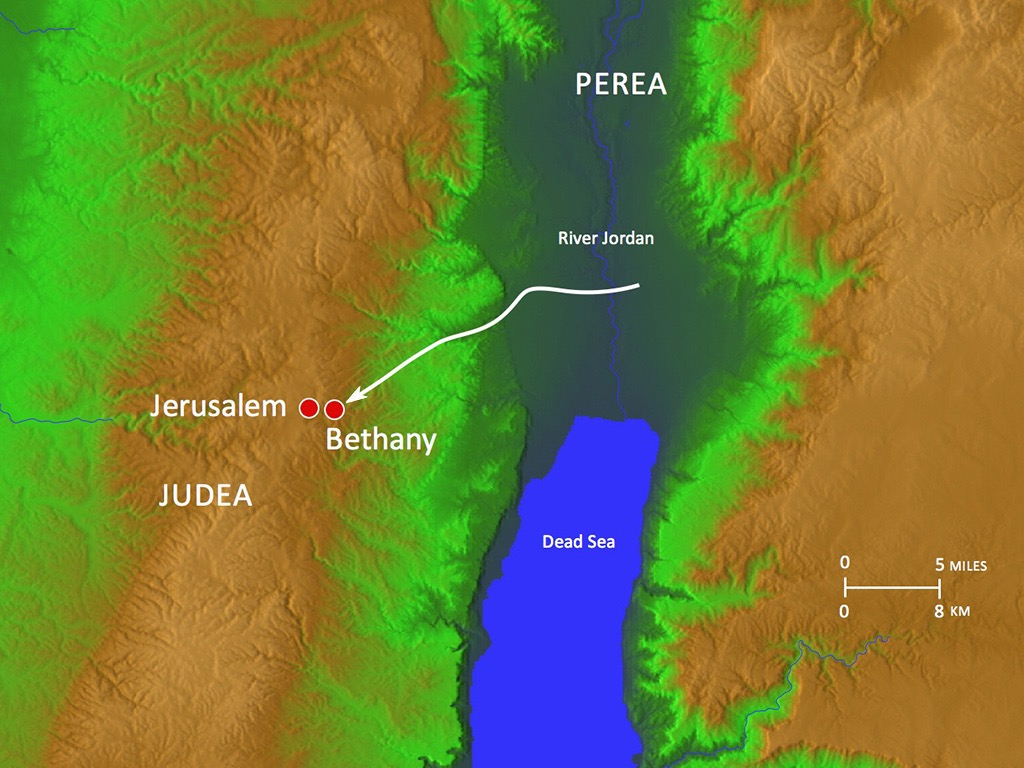 PEREA
River Jordan
Jerusalem
Bethany
JUDEA
Dead Sea
0 5 MILES
0 8 KM